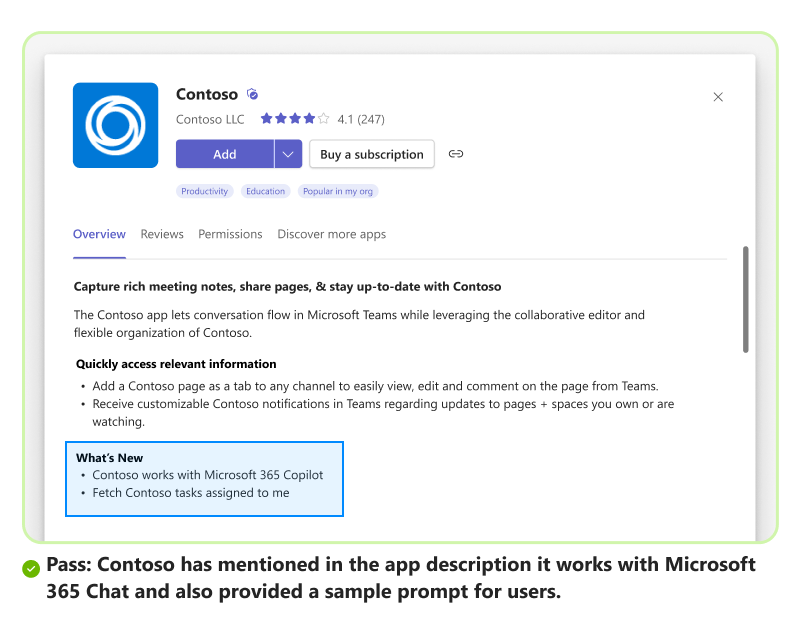 Contoso
Contoso LLC 4.1 (247)
Add Buy a subscription
Productivity Education Popular in my org
Overview Reviews Permissions Discover more apps
Capture rich meeting notes, share pages, & stay up-to-date with Contoso
The Contoso app lets conversation flow in Microsoft Teams while leveraging the collaborative editor and
flexible organization of Contoso.
Quickly access relevant information
• Add a Contoso page as a tab to any channel to easily view, edit and comment on the page from Teams.
• Receive customizable Contoso notifications in Teams regarding updates to pages + spaces you own or are
watching.
What's New
• Contoso works with Microsoft 365 Copilot
• Fetch Contoso tasks assigned to me
Pass: Contoso has mentioned in the app description it works with Microsoft
365 Chat and also provided a sample prompt for users.